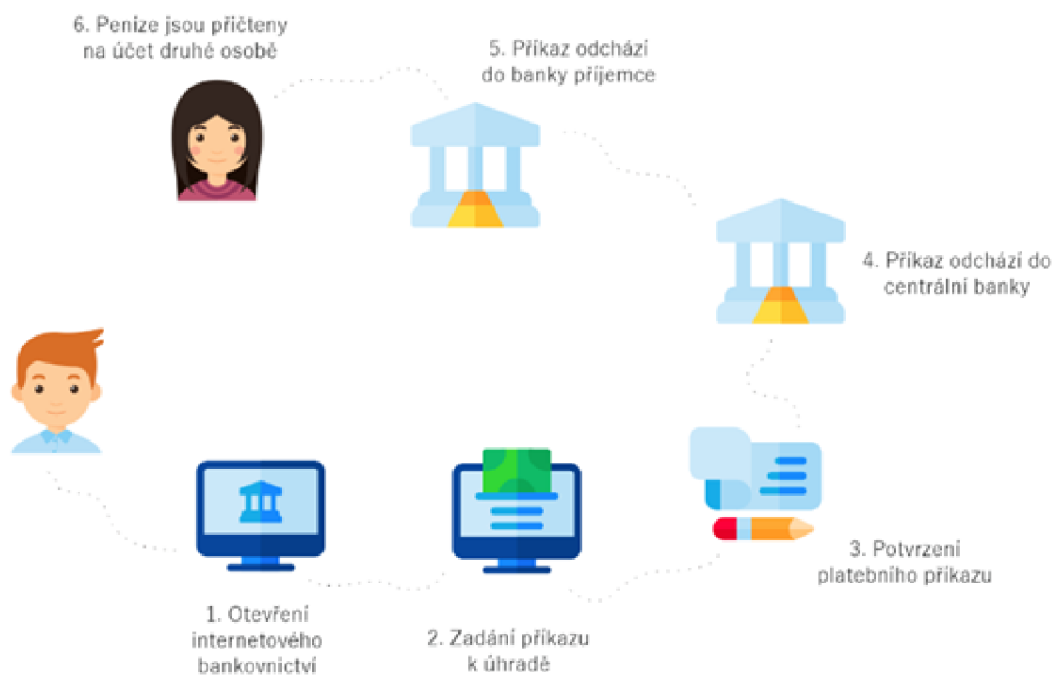 6. Peníze jsou přičteny
na účet druhé osobě
5. Příkaz odchází
do banky příjemce
4. Příkaz odchází do
centrální banky
3. Potvrzení
platebního příkazu
2. Zadání příkazu
k úhradě
1. Otevření
internetového
bankovnictví